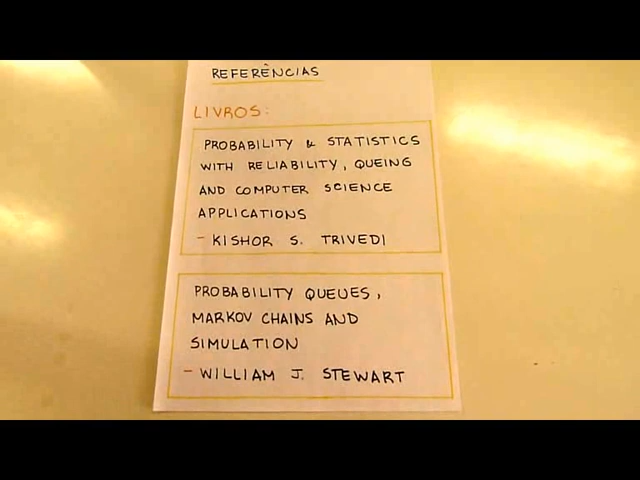 REFERÊNCIAS
LIVROS:
PROBABILITY & STATISTICS
WITH RELIABILITY, QUEING
AND COMPUTER SCIENCE
APPLICATIONS
- KISHOR S. TRIVEDI
PROBABILITY QUEUES,
MARKOV CHAINS AND
SIMULATION
- WILLIAM J. STEWART